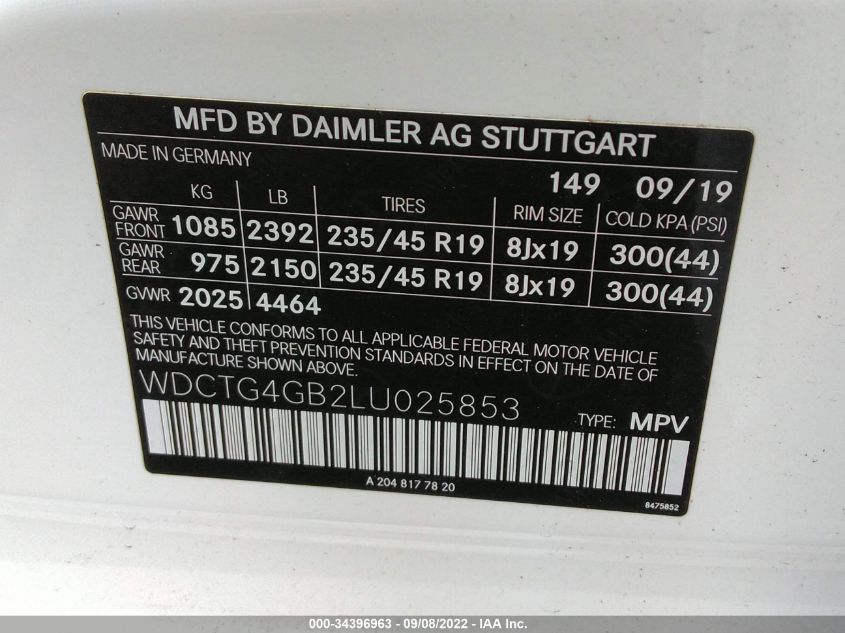 MFD BY DAIMLER AG STUTTGART
MADE IN GERMANY
149 09/19
KG LB TIRES RIM SIZE COLD KPA (PSI)
GAWR FRONT 1085 2392 235/45 R19 8Jx19 300(44)
GAWR REAR 975 2150 235/45 R19 8Jx19 300(44)
GVWR 2025 4464
THIS VEHICLE CONFORMS TO ALL APPLICABLE FEDERAL MOTOR VEHICLE
SAFETY AND THEFT PREVENTION STANDARDS IN EFFECT ON THE DATE OF
MANUFACTURE SHOWN ABOVE.
WDCTG4GB2LU025853
TYPE: MPV
A 204 817 78 20
8475852
000-34396963 - 09/08/2022 - IAA Inc.